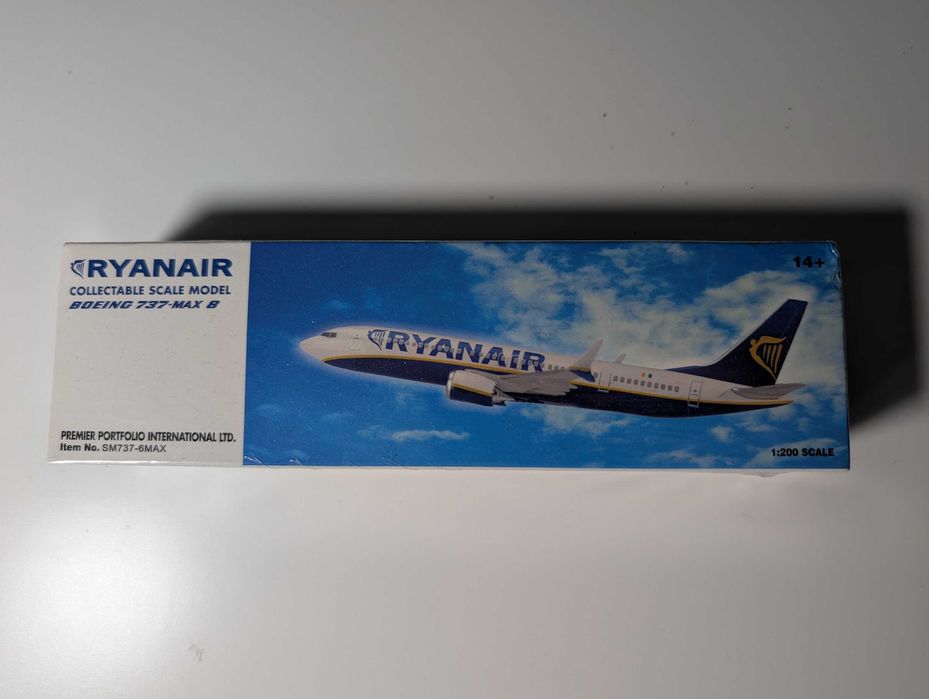 RYANAIR
COLLECTABLE SCALE MODEL
BOEING 737-MAX 8
PREMIER PORTFOLIO INTERNATIONAL LTD.
Item No. SM737-6MAX
14+
RYANAIR
1:200 SCALE